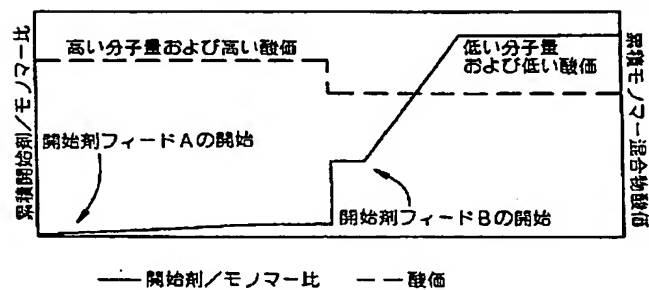 累積開始剤/モノマー比
高い分子量および高い酸価
低い分子量
および低い酸価
開始剤フィードAの開始
開始剤フィードBの開始
累積モノマー混合物酸価
開始剤/モノマー比
酸価